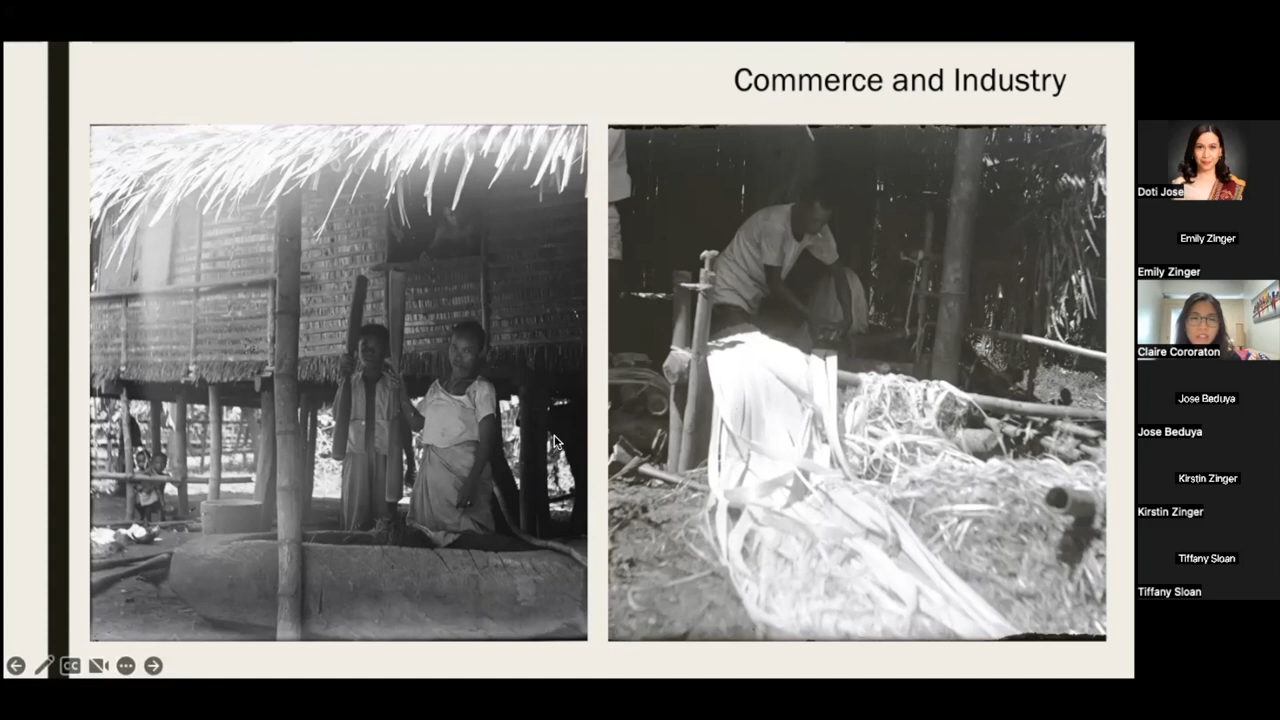 Commerce and Industry
Doti Jose
Emily Zinger
Emily Zinger
Claire Cororaton
Jose Beduya
Jose Beduya
Kirstin Zinger
Kirstin Zinger
Tiffany Sloan
Tiffany Sloan
CC